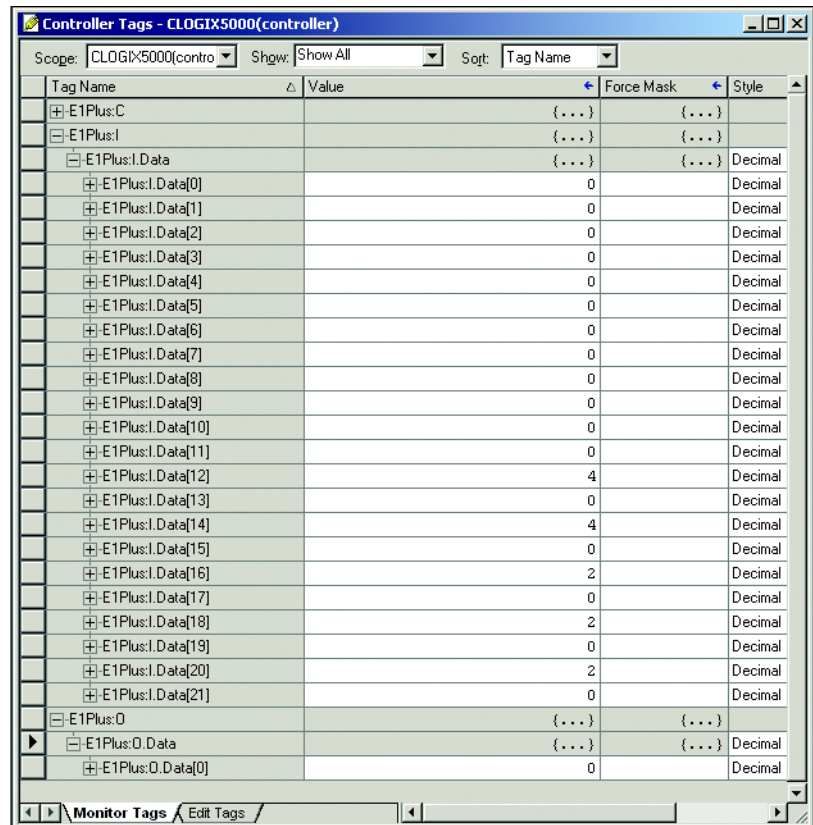 Controller Tags - CLOGIX5000(controller)
Scope: CLOGIX5000(contro Show: Show All Sort: Tag Name
Tag Name Value Force Mask Style
E1Plus:C {...} {...}
E1Plus:I {...} {...}
E1Plus:I.Data {...} {...} Decimal
E1Plus:I.Data[0] 0 Decimal
E1Plus:I.Data[1] 0 Decimal
E1Plus:I.Data[2] 0 Decimal
E1Plus:I.Data[3] 0 Decimal
E1Plus:I.Data[4] 0 Decimal
E1Plus:I.Data[5] 0 Decimal
E1Plus:I.Data[6] 0 Decimal
E1Plus:I.Data[7] 0 Decimal
E1Plus:I.Data[8] 0 Decimal
E1Plus:I.Data[9] 0 Decimal
E1Plus:I.Data[10] 0 Decimal
E1Plus:I.Data[11] 0 Decimal
E1Plus:I.Data[12] 4 Decimal
E1Plus:I.Data[13] 0 Decimal
E1Plus:I.Data[14] 4 Decimal
E1Plus:I.Data[15] 0 Decimal
E1Plus:I.Data[16] 2 Decimal
E1Plus:I.Data[17] 0 Decimal
E1Plus:I.Data[18] 2 Decimal
E1Plus:I.Data[19] 0 Decimal
E1Plus:I.Data[20] 2 Decimal
E1Plus:I.Data[21] 0 Decimal
E1Plus:O {...} {...}
E1Plus:O.Data {...} {...} Decimal
E1Plus:O.Data[0] 0 Decimal
Monitor Tags Edit Tags